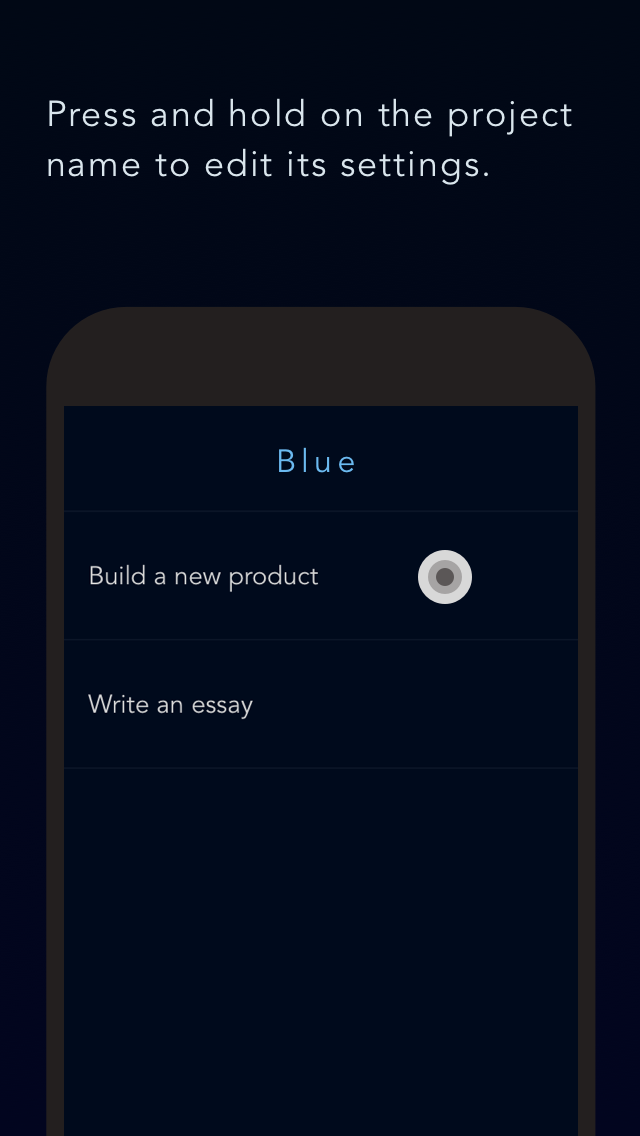 Press and hold on the project
name to edit its settings.
Blue
Build a new product
Write an essay